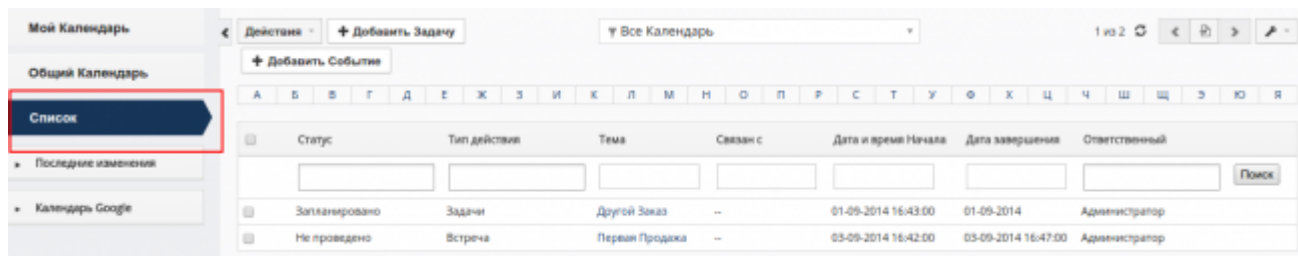 Мой Календарь
Общий Календарь
Список
Последние изменения
Календарь Google
Действия + Добавить Задачу Все Календарь 1 из 2
+ Добавить Событие
А Б В Г Д Е Ж З И К Л М Н О П Р С Т У Ф Х Ц Ч Ш Щ Э Ю Я
Статус Тип действия Тема Связан с Дата и время Начала Дата завершения Ответственный
Поиск
Запланировано Задачи Другой Заказ -- 01-09-2014 16:43:00 01-09-2014 Администратор
Не проведено Встреча Первая Продажа -- 03-09-2014 16:42:00 03-09-2014 16:47:00 Администратор